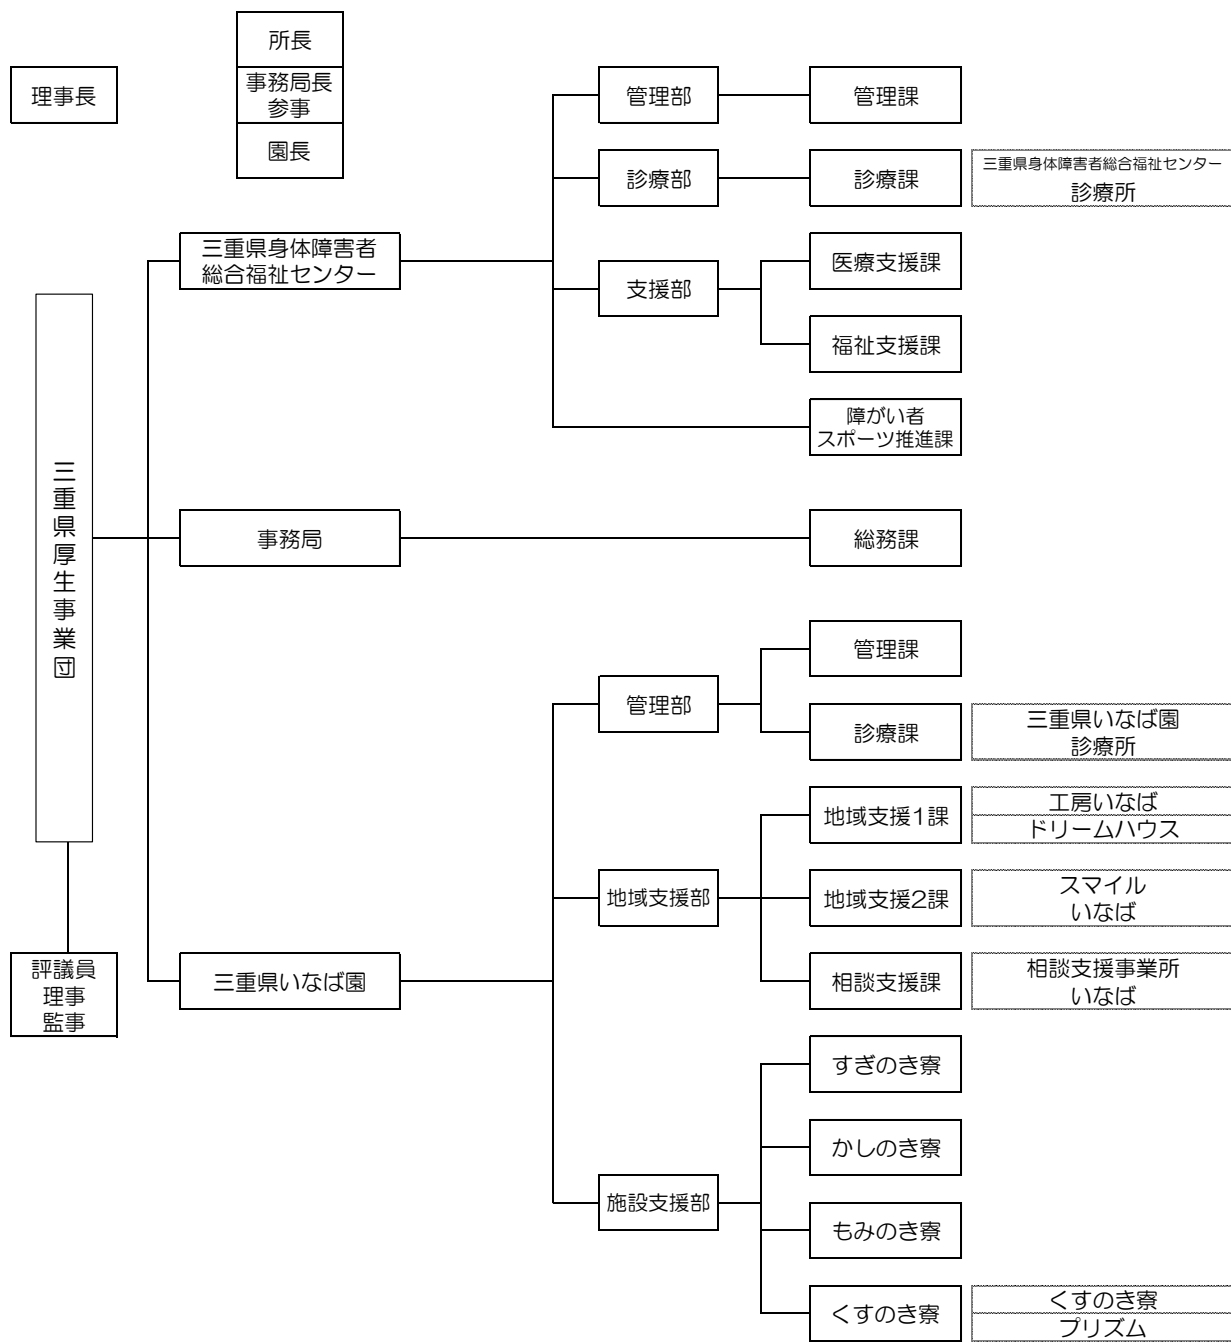 所長
理事長
事務局長
参事
園長
管理部
管理課
診療部
診療課
三重県身体障害者総合福祉センター
診療所
三重県身体障害者
総合福祉センター
支援部
医療支援課
福祉支援課
障がい者
スポーツ推進課
三重県厚生事業団
事務局
総務課
管理部
管理課
診療課
三重県いなば園
診療所
地域支援部
地域支援1課
工房いなば
ドリームハウス
地域支援2課
スマイル
いなば
相談支援課
相談支援事業所
いなば
評議員
理事
監事
三重県いなば園
施設支援部
すぎのき寮
かしのき寮
もみのき寮
くすのき寮
くすのき寮
プリズム